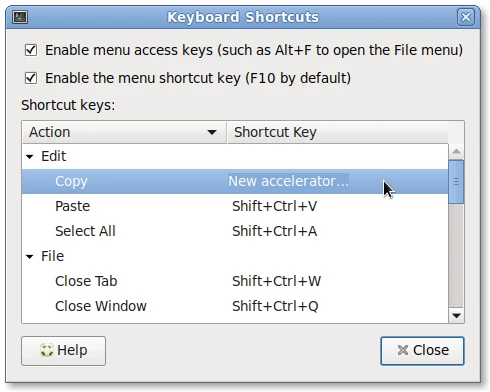 Keyboard Shortcuts
Enable menu access keys (such as Alt+F to open the File menu)
Enable the menu shortcut key (F10 by default)
Shortcut keys:
Action Shortcut Key
Edit
Copy New accelerator...
Paste Shift+Ctrl+V
Select All Shift+Ctrl+A
File
Close Tab Shift+Ctrl+W
Close Window Shift+Ctrl+Q
Help Close